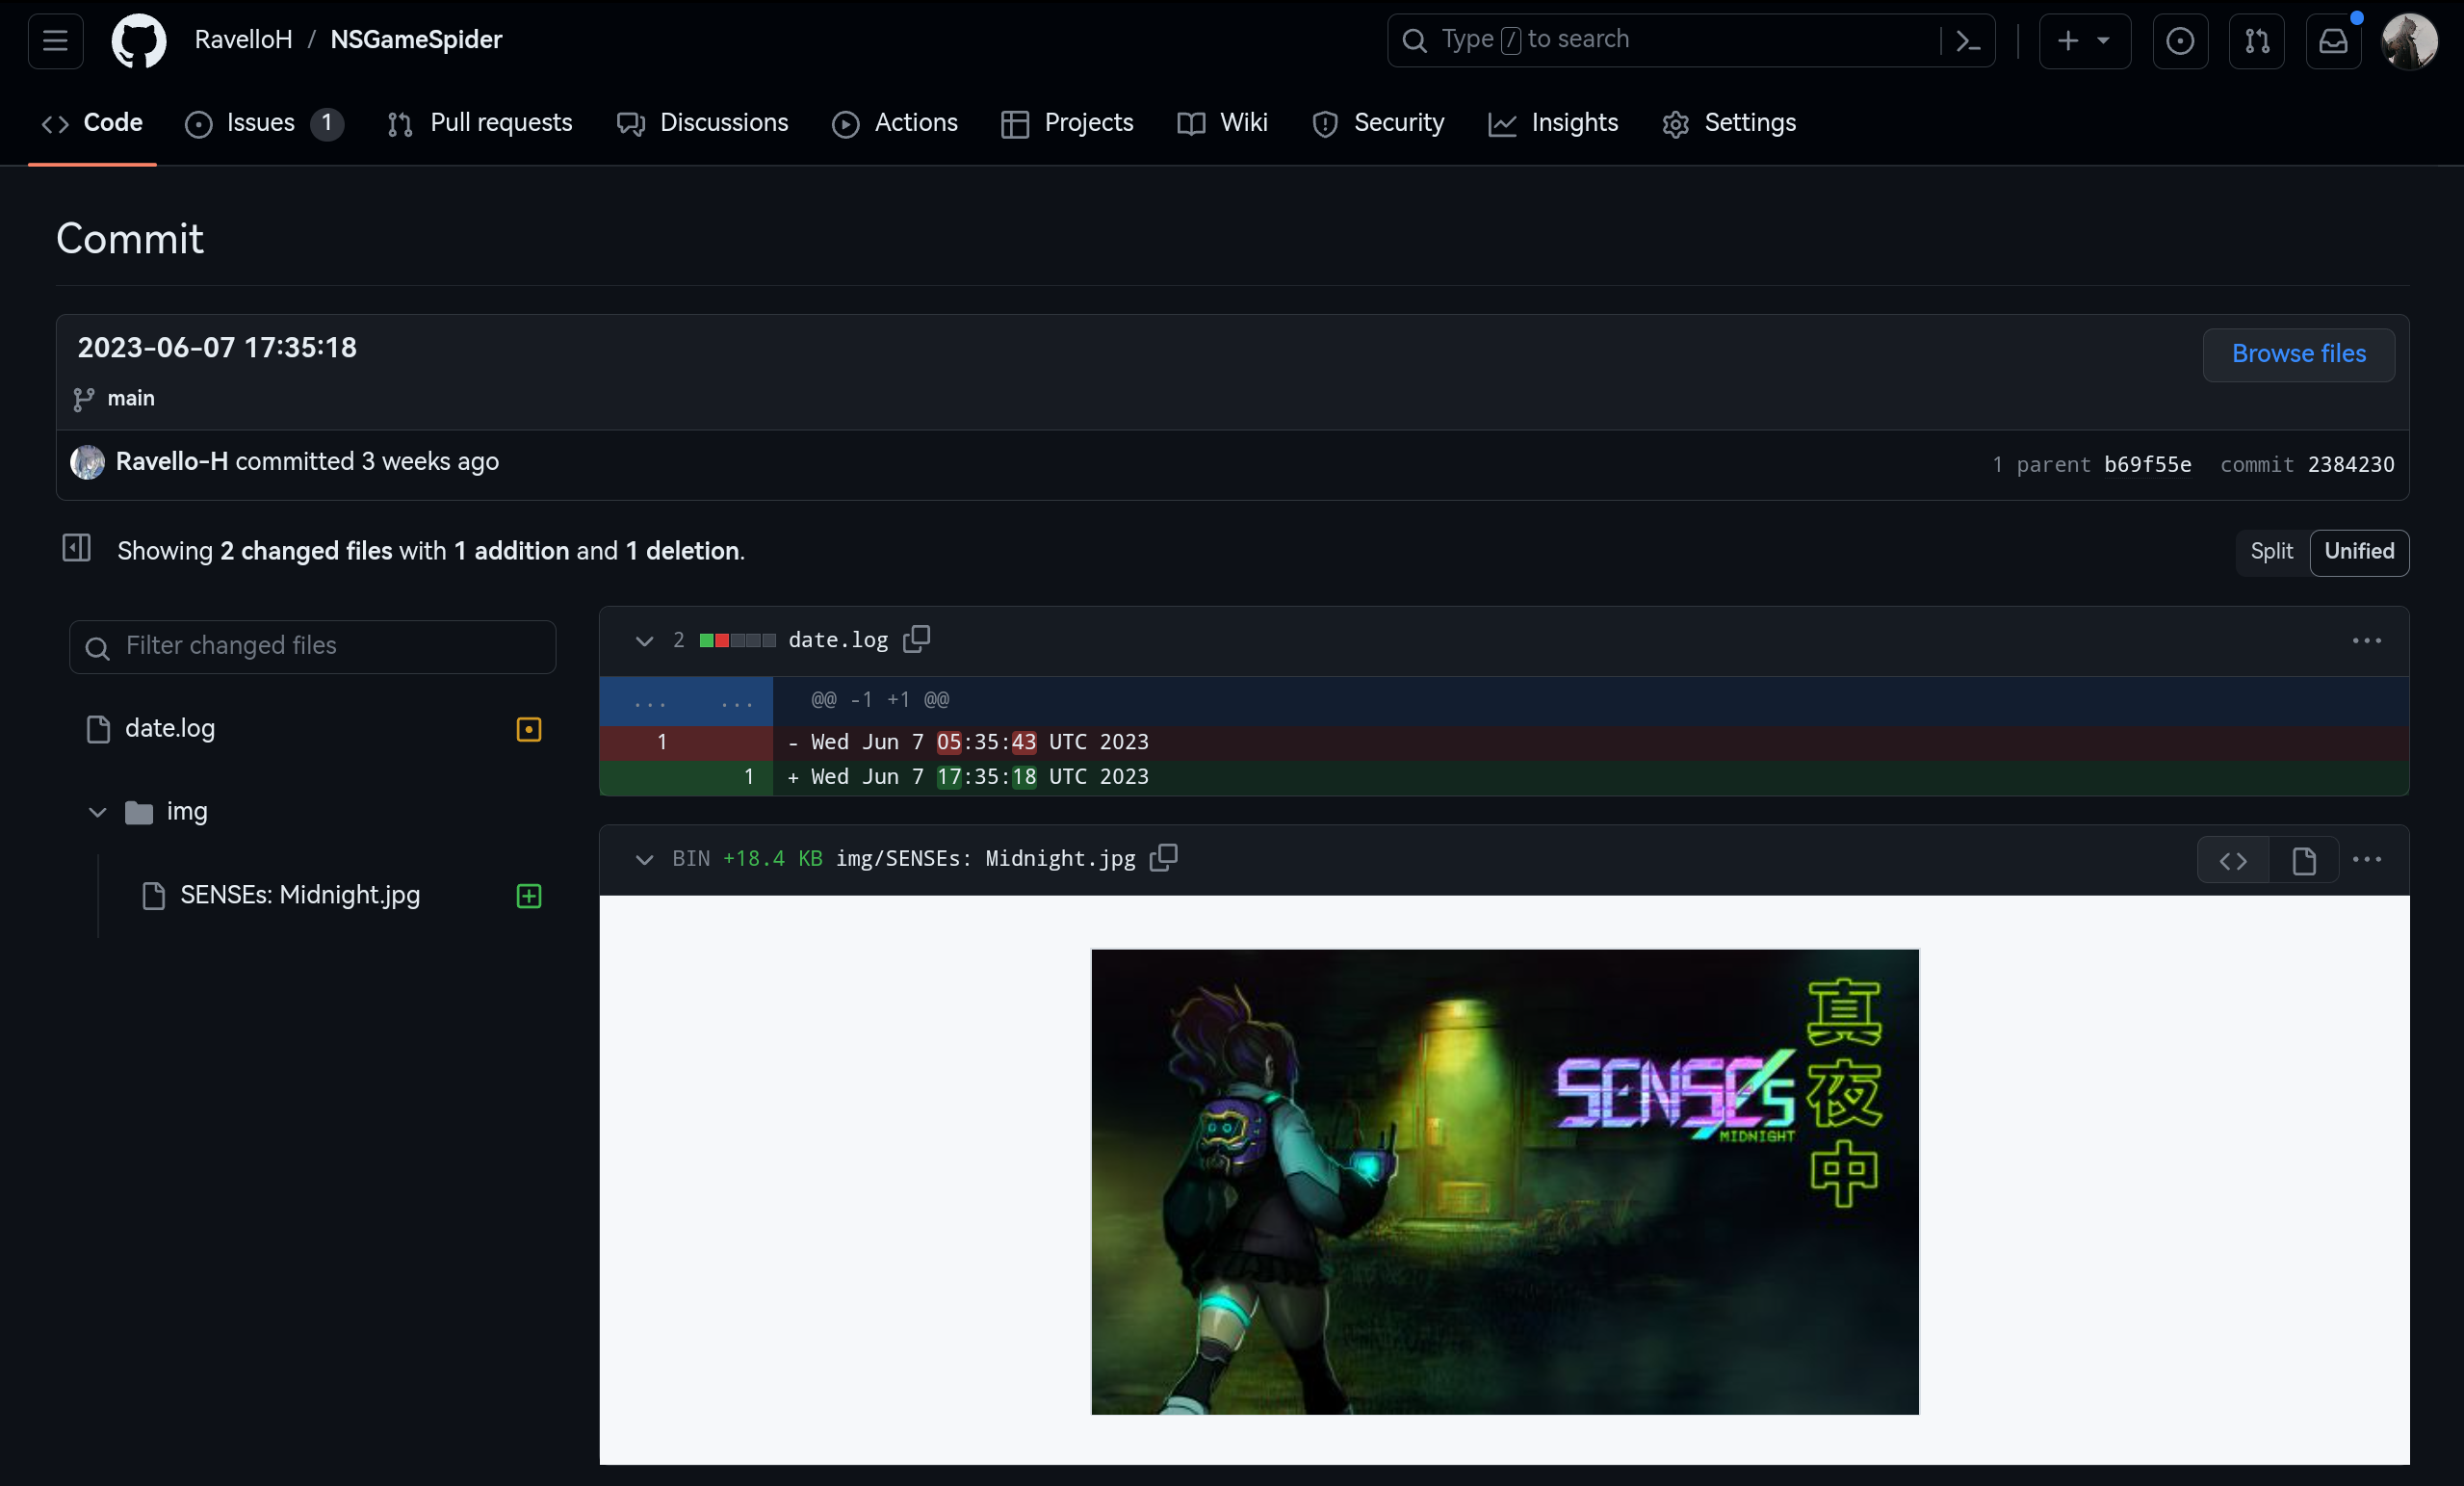 RavelloH / NSGameSpider
Type / to search
Code
Issues 1
Pull requests
Discussions
Actions
Projects
Wiki
Security
Insights
Settings
Commit
2023-06-07 17:35:18
Browse files
main
Ravello-H committed 3 weeks ago
1 parent b69f55e commit 2384230
Showing 2 changed files with 1 addition and 1 deletion.
Split
Unified
Filter changed files
date.log
img
SENSEs: Midnight.jpg
2 date.log
... ... @@ -1 +1 @@
1 - Wed Jun 7 05:35:43 UTC 2023
1 + Wed Jun 7 17:35:18 UTC 2023
BIN +18.4 KB img/SENSEs: Midnight.jpg
SENSEs
MIDNIGHT
真夜中